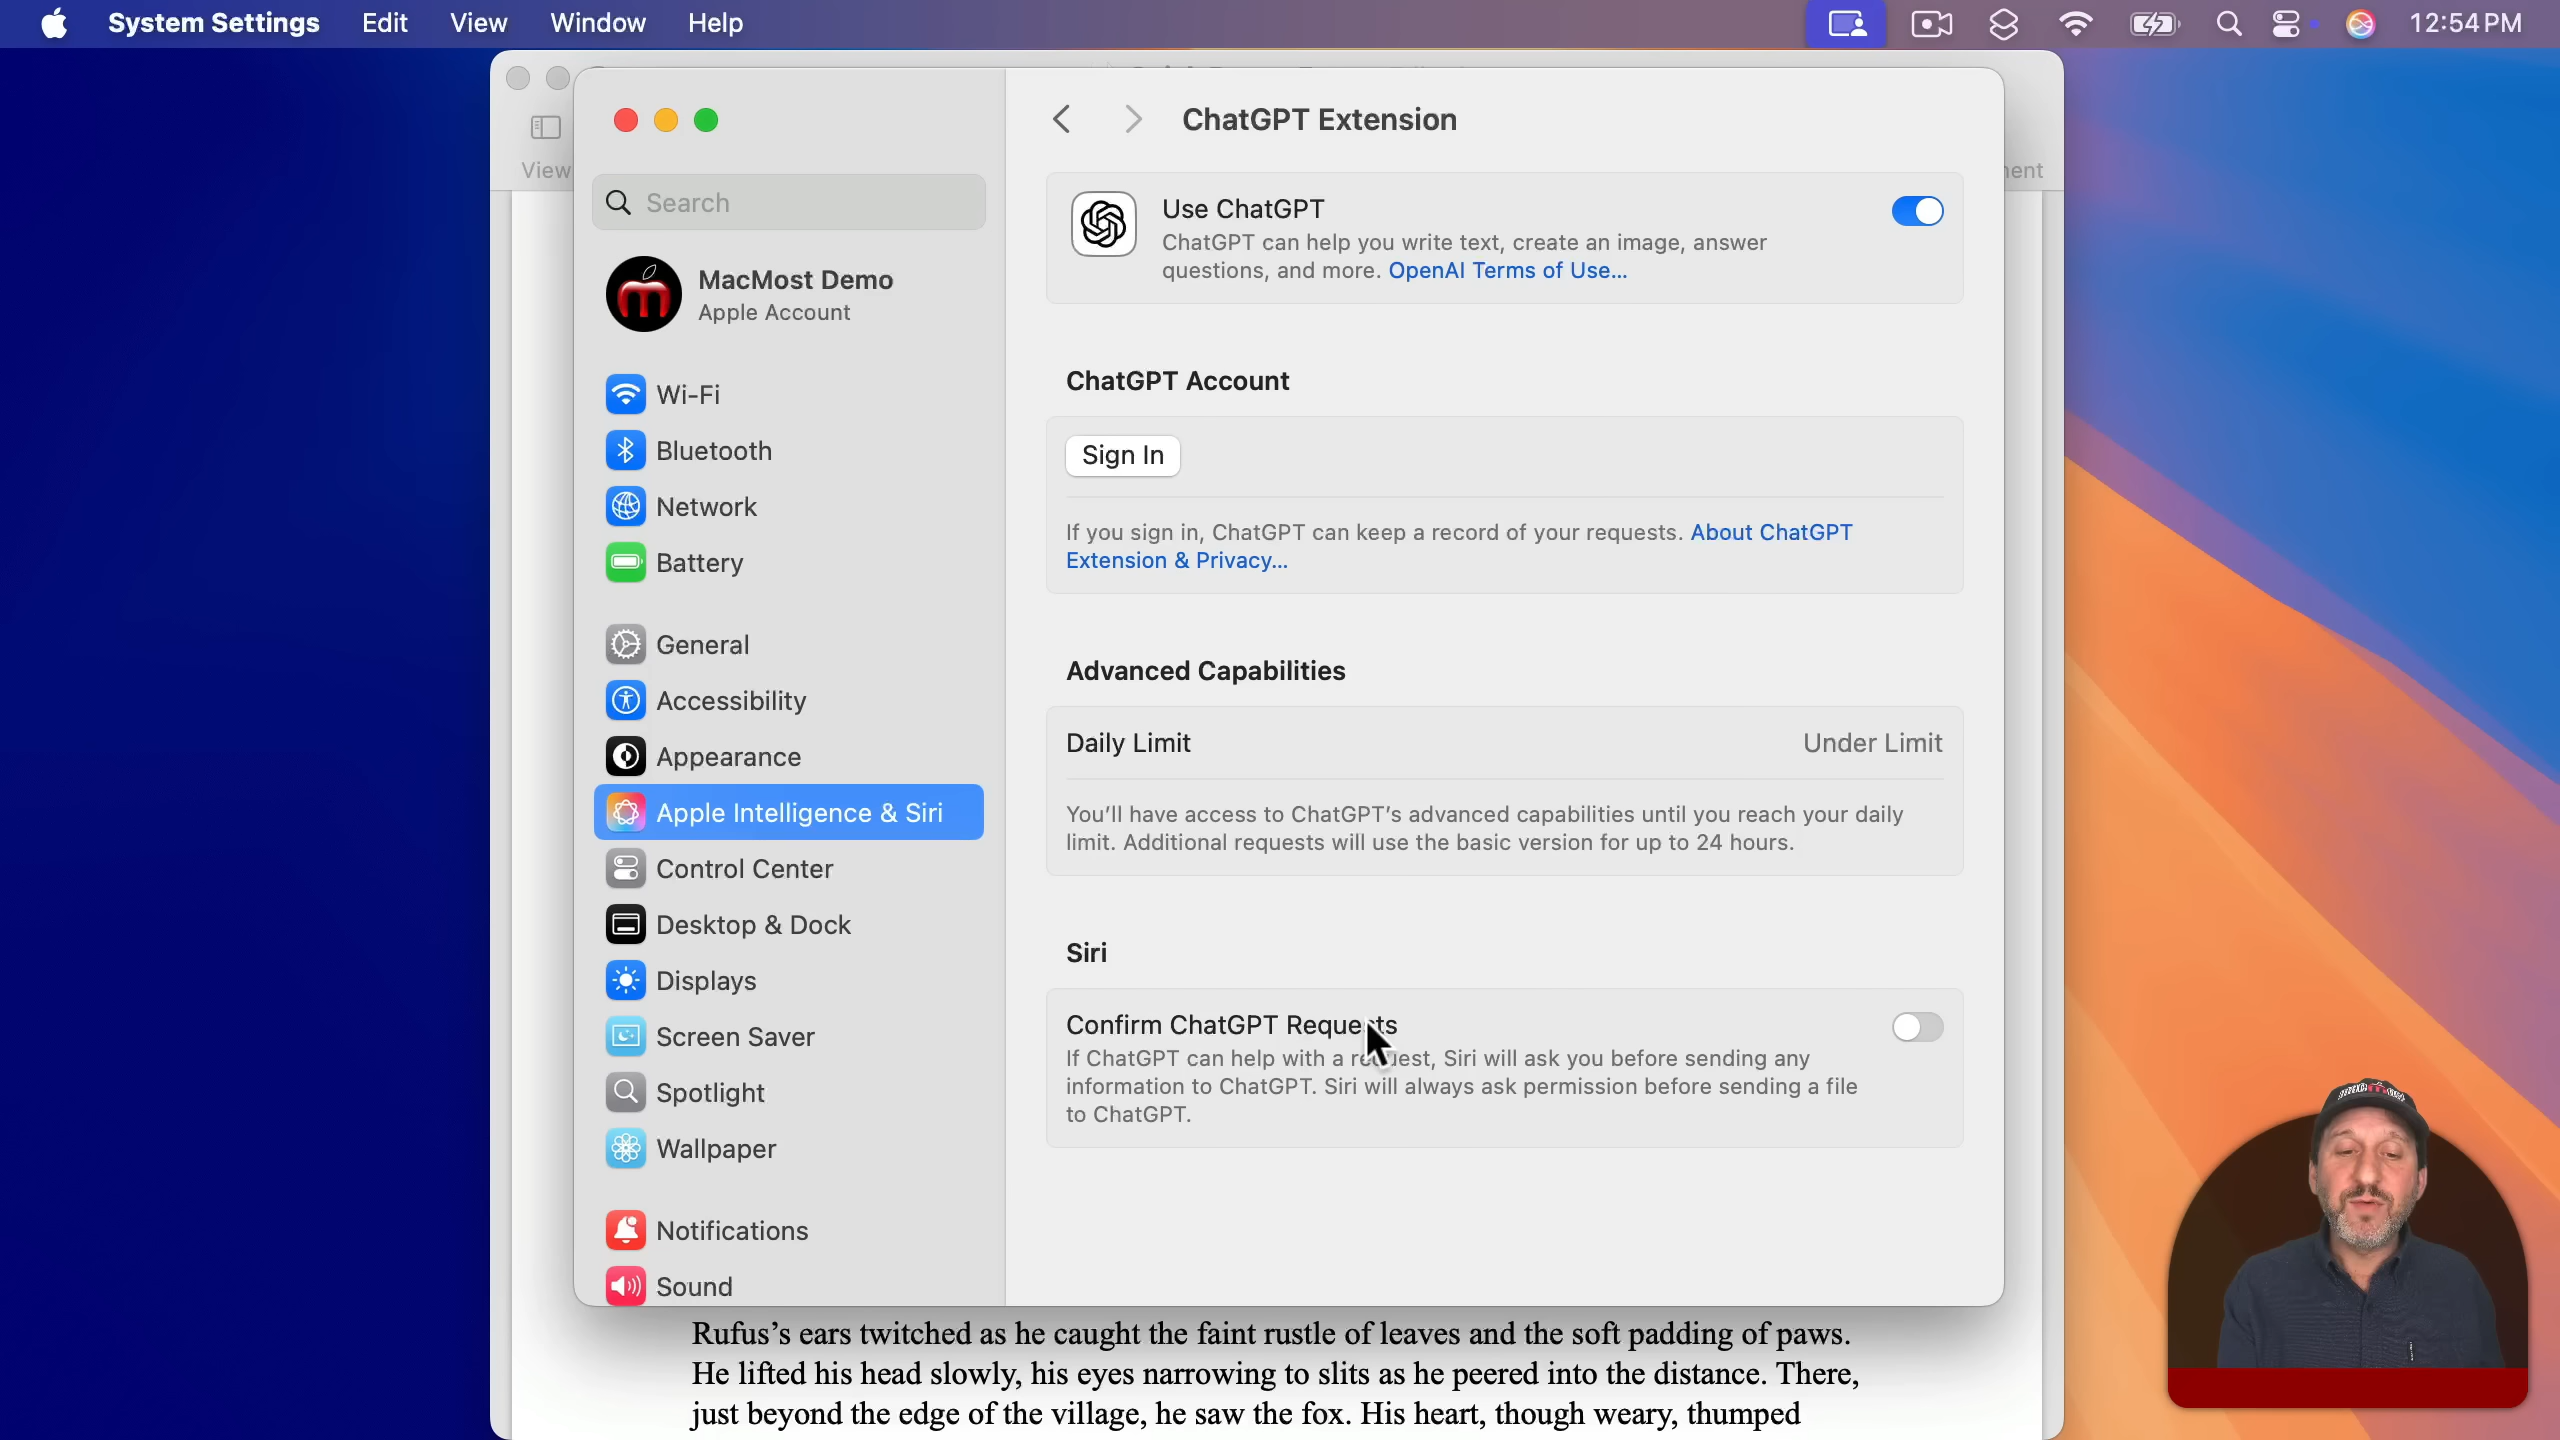 System Settings Edit View Window Help 12:54 PM
View
ChatGPT Extension
Search
MacMost Demo
Apple Account
Wi-Fi
Bluetooth
Network
Battery
General
Accessibility
Appearance
Apple Intelligence & Siri
Control Center
Desktop & Dock
Displays
Screen Saver
Spotlight
Wallpaper
Notifications
Sound
Use ChatGPT
ChatGPT can help you write text, create an image, answer
questions, and more. OpenAI Terms of Use...
ChatGPT Account
Sign In
If you sign in, ChatGPT can keep a record of your requests. About ChatGPT
Extension & Privacy...
Advanced Capabilities
Daily Limit Under Limit
You'll have access to ChatGPT's advanced capabilities until you reach your daily
limit. Additional requests will use the basic version for up to 24 hours.
Siri
Confirm ChatGPT Requests
If ChatGPT can help with a request, Siri will ask you before sending any
information to ChatGPT. Siri will always ask permission before sending a file
to ChatGPT.
Rufus’s ears twitched as he caught the faint rustle of leaves and the soft padding of paws.
He lifted his head slowly, his eyes narrowing to slits as he peered into the distance. There,
just beyond the edge of the village, he saw the fox. His heart, though weary, thumped